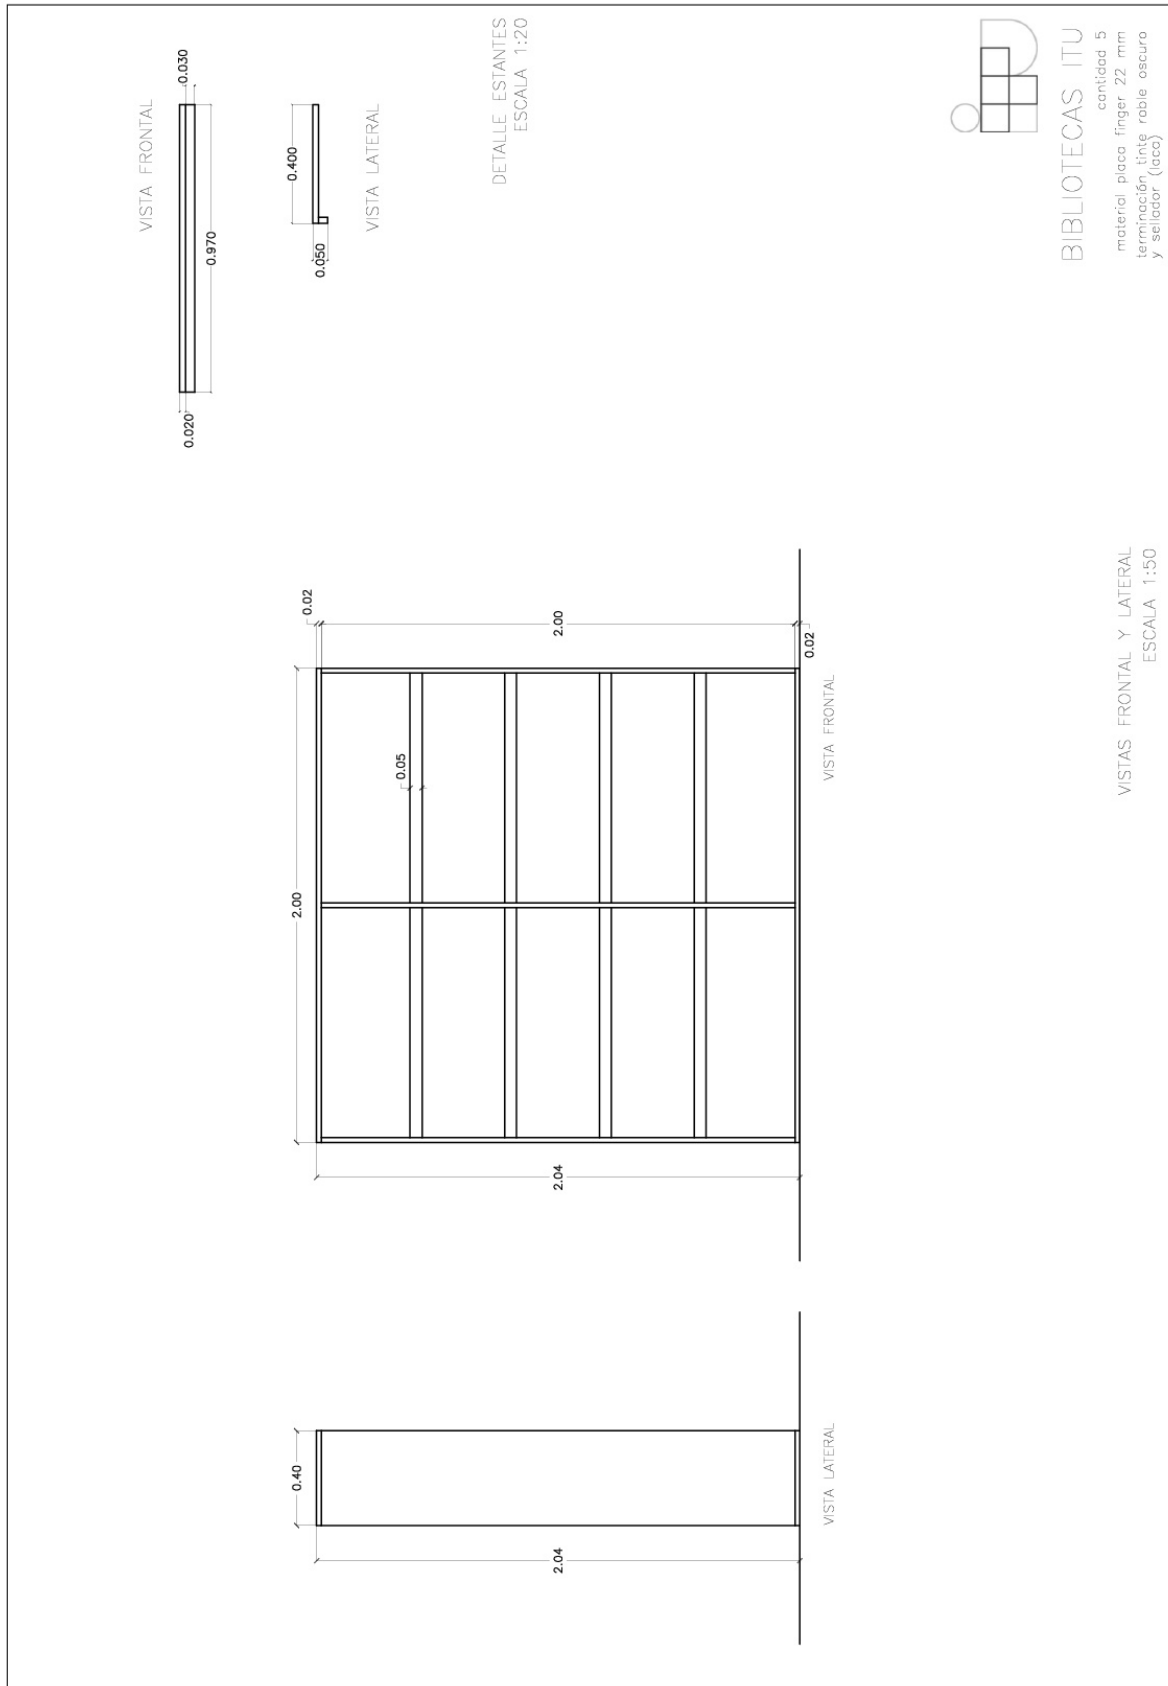 VISTA FRONTAL
0.030
0.970
0.020
0.400
0.050
VISTA LATERAL
DETALLE ESTANTES
ESCALA 1:20
BIBLIOTECAS ITU
cantidad 5
material placa finger 22 mm
terminación tinte roble oscuro
y sellador (laca)
0.02
2.00
0.02
2.00
0.05
2.04
VISTA FRONTAL
VISTAS FRONTAL Y LATERAL
ESCALA 1:50
0.40
2.04
VISTA LATERAL